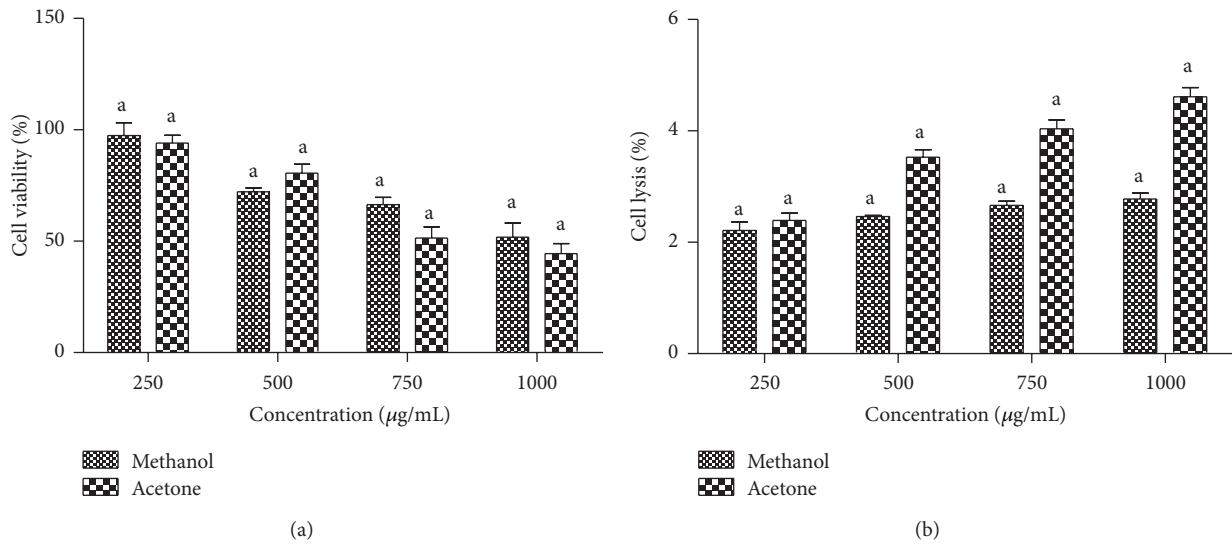 150
100
50
0
Cell viability (%)
a
a
a
a
a
a
a
a
250
500
750
1000
Concentration (μg/mL)
Methanol
Acetone
(a)
6
4
2
0
Cell lysis (%)
a
a
a
a
a
a
a
a
250
500
750
1000
Concentration (μg/mL)
Methanol
Acetone
(b)